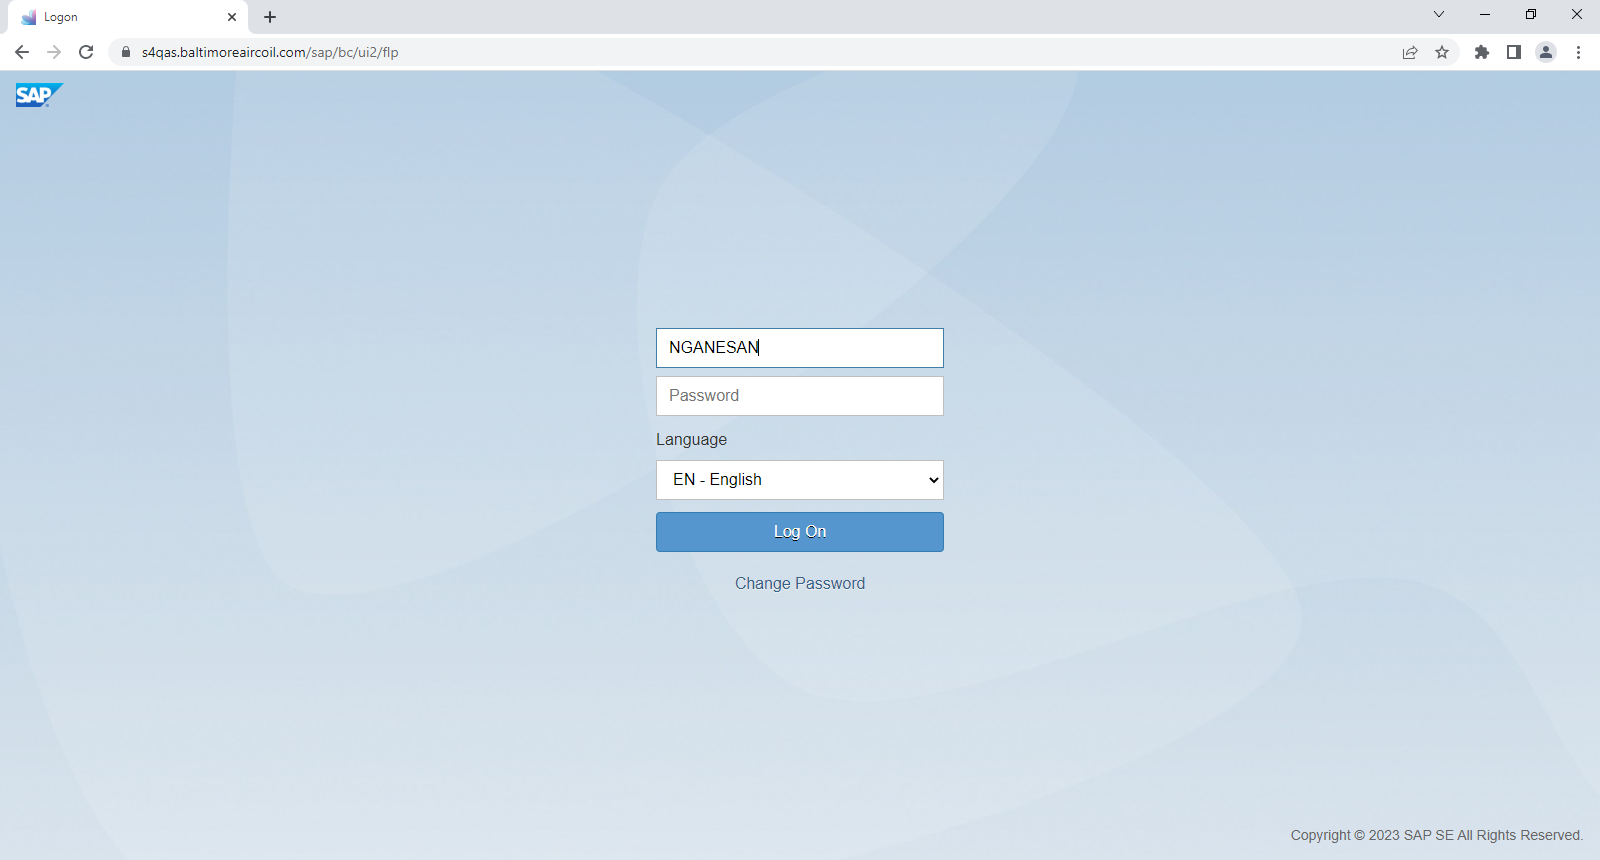 Logon
s4qas.baltimoreaircoil.com/sap/bc/ui2/flp
SAP
NGANESAN
Password
Language
EN - English
Log On
Change Password
Copyright © 2023 SAP SE All Rights Reserved.